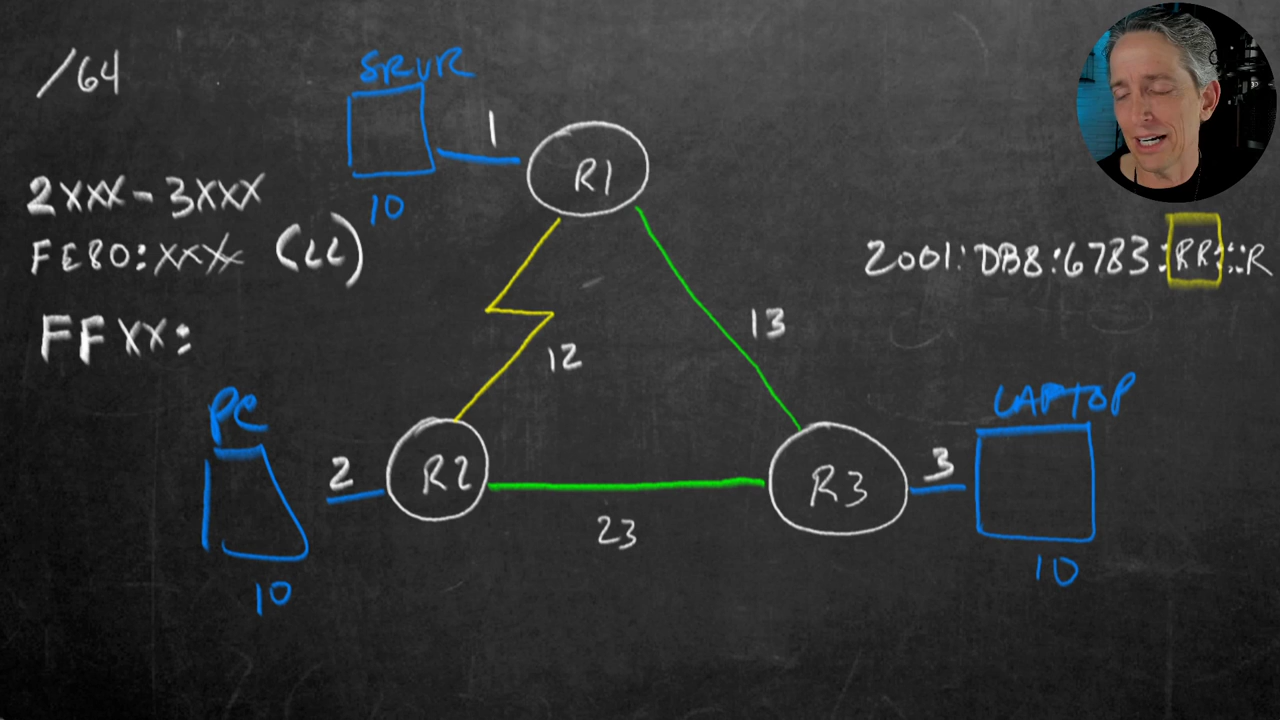 /64
SRVR
1
R1
10
2XXX - 3XXX
FE80:XXX (LL)
FFXX:
2001:DB8:6783:RR::R
12
13
PC
2
R2
10
23
R3
3
LAPTOP
10